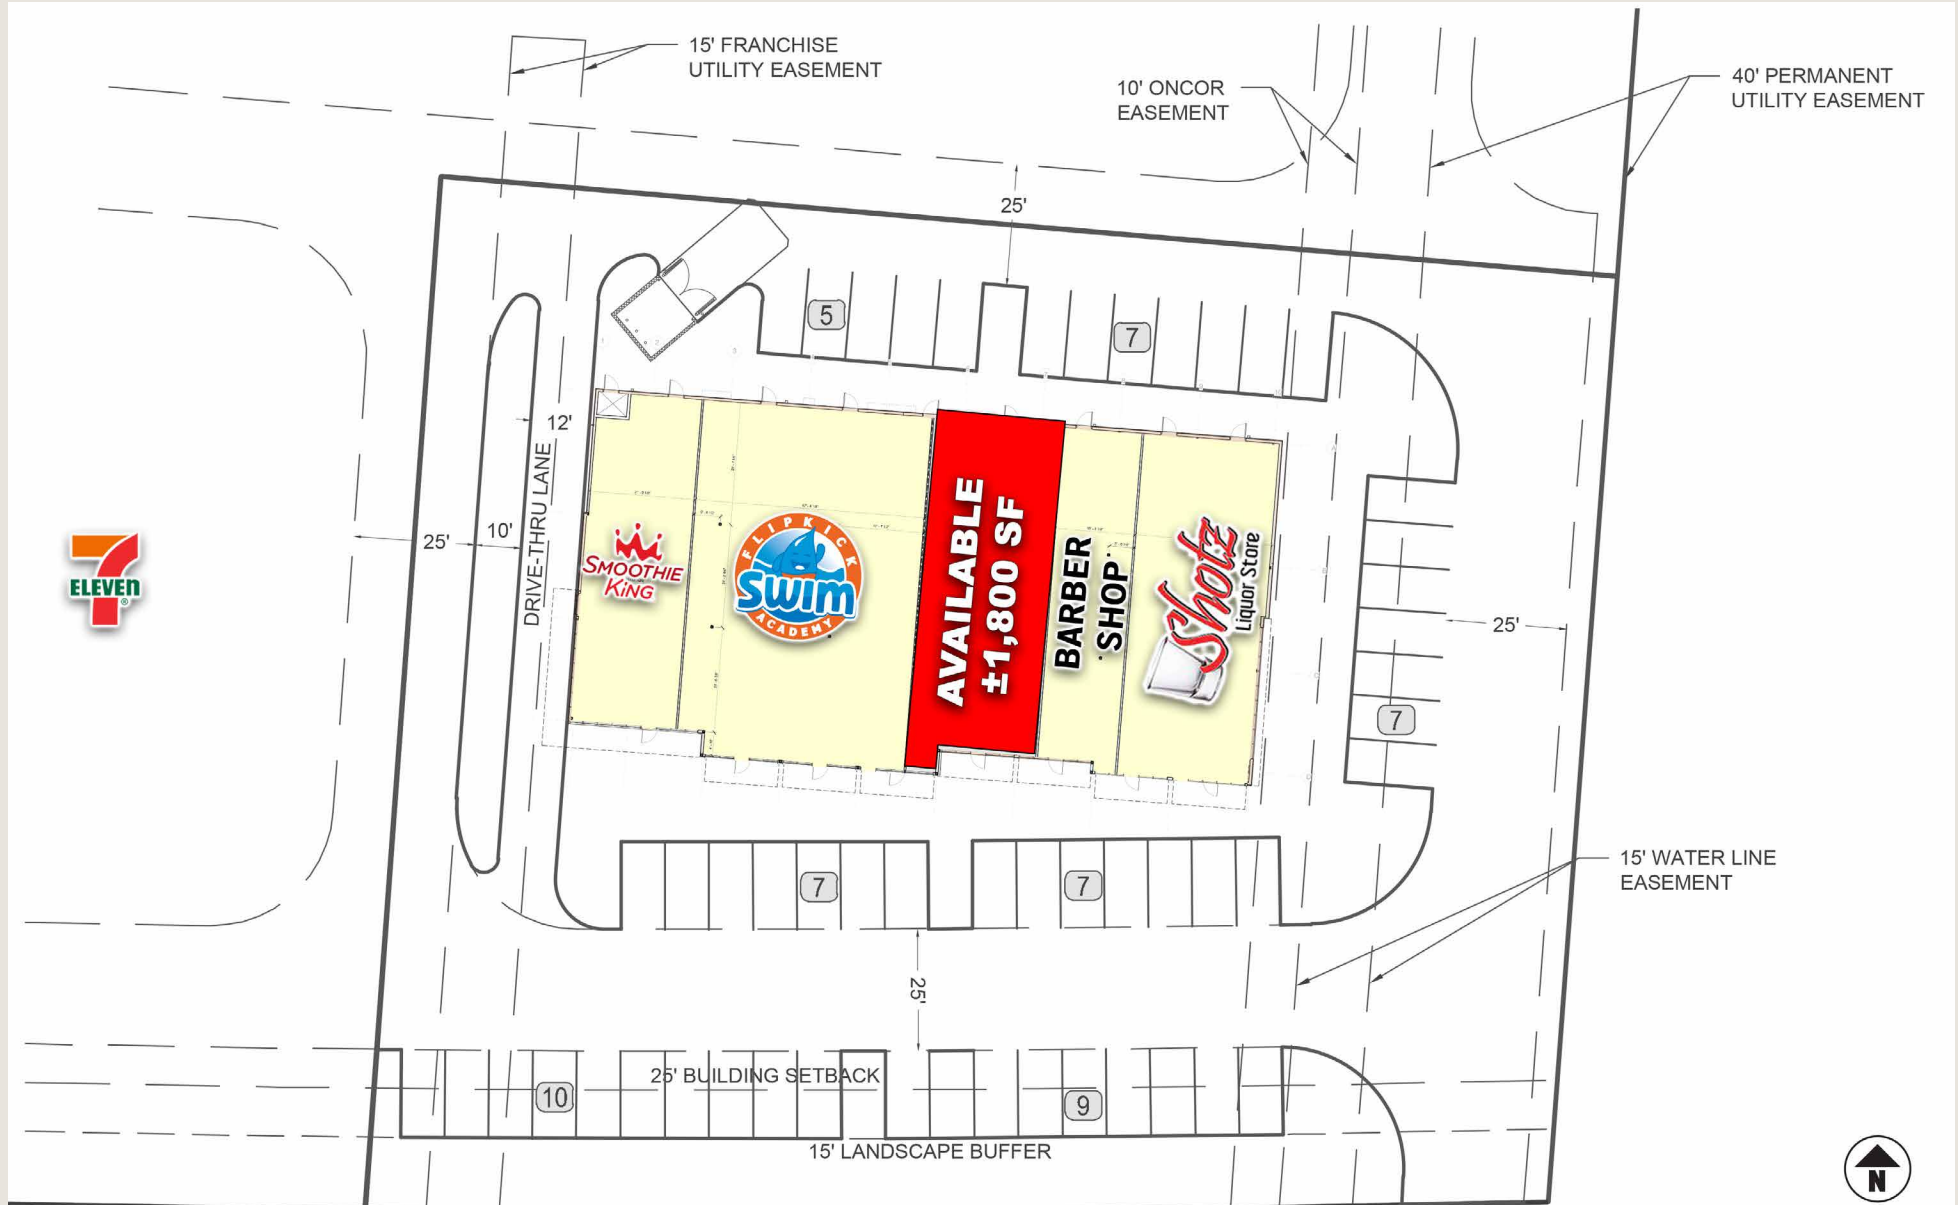 15' FRANCHISE
UTILITY EASEMENT
10' ONCOR
EASEMENT
40' PERMANENT
UTILITY EASEMENT
25'
5
7
12'
DRIVE-THRU LANE
25'
10'
7
ELEVEN
®
SMOOTHIE
KING
FLIPKICK
SWIM
ACADEMY
AVAILABLE
±1,800 SF
BARBER
SHOP
Shotz
Liquor Store
25'
7
7
7
15' WATER LINE
EASEMENT
25'
25' BUILDING SETBACK
10
9
15' LANDSCAPE BUFFER
N